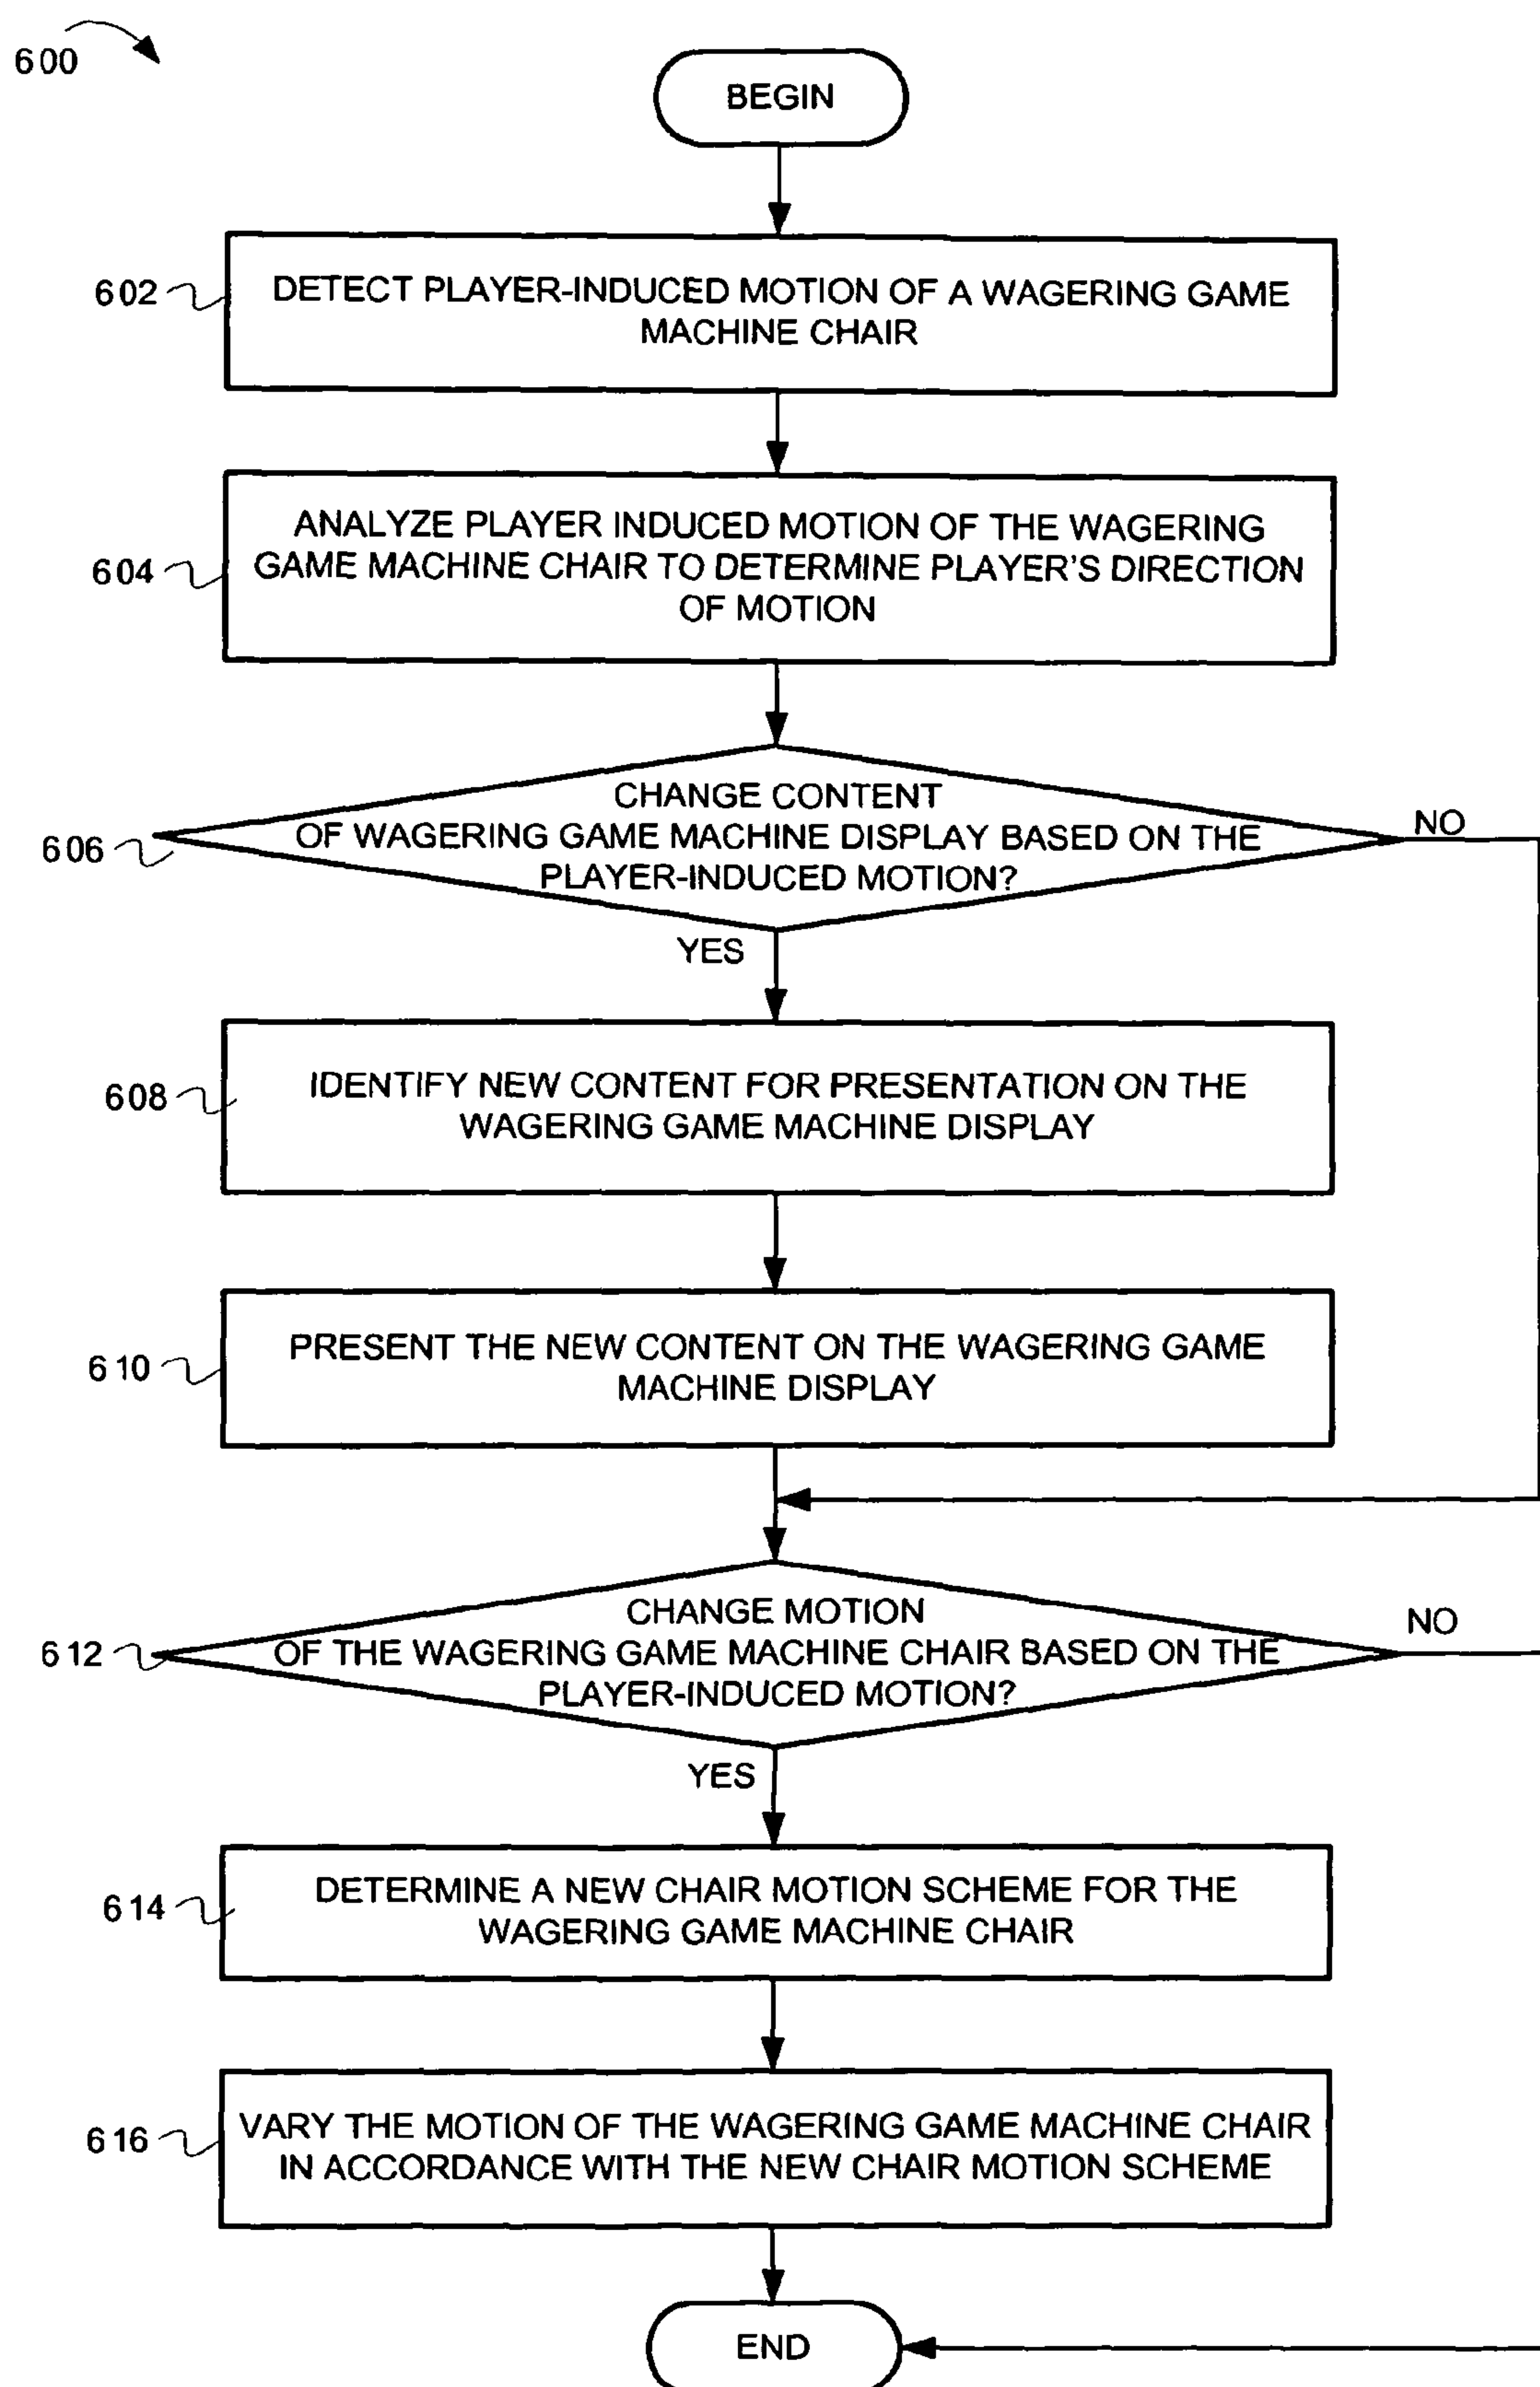 600
BEGIN
602
DETECT PLAYER-INDUCED MOTION OF A WAGERING GAME
MACHINE CHAIR
604
ANALYZE PLAYER INDUCED MOTION OF THE WAGERING
GAME MACHINE CHAIR TO DETERMINE PLAYER'S DIRECTION
OF MOTION
606
CHANGE CONTENT
OF WAGERING GAME MACHINE DISPLAY BASED ON THE
PLAYER-INDUCED MOTION?
NO
YES
608
IDENTIFY NEW CONTENT FOR PRESENTATION ON THE
WAGERING GAME MACHINE DISPLAY
610
PRESENT THE NEW CONTENT ON THE WAGERING GAME
MACHINE DISPLAY
612
CHANGE MOTION
OF THE WAGERING GAME MACHINE CHAIR BASED ON THE
PLAYER-INDUCED MOTION?
NO
YES
614
DETERMINE A NEW CHAIR MOTION SCHEME FOR THE
WAGERING GAME MACHINE CHAIR
616
VARY THE MOTION OF THE WAGERING GAME MACHINE CHAIR
IN ACCORDANCE WITH THE NEW CHAIR MOTION SCHEME
END